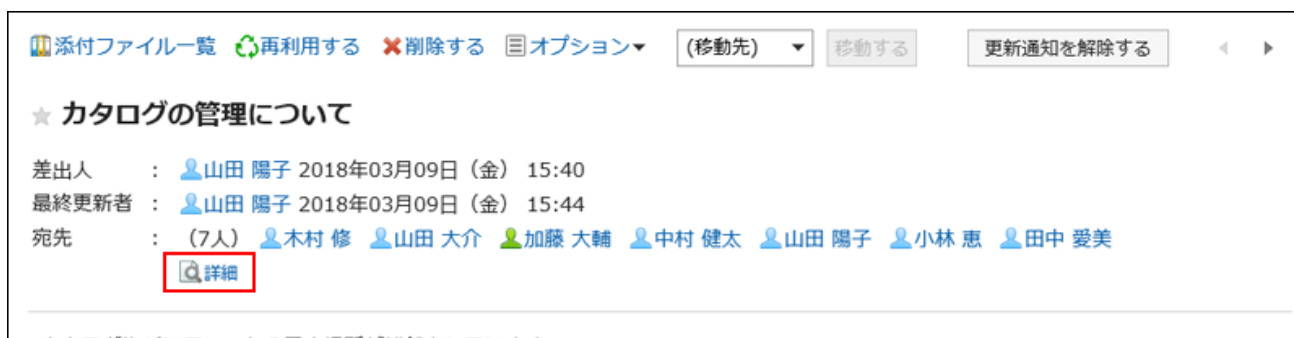 添付ファイル一覧 再利用する 削除する オプション (移動先) 移動する 更新通知を解除する
カタログの管理について
差出人 : 山田 陽子 2018年03月09日（金） 15:40
最終更新者 : 山田 陽子 2018年03月09日（金） 15:44
宛先 : (7人) 木村 修 山田 大介 加藤 大輔 中村 健太 山田 陽子 小林 恵 田中 愛美
詳細